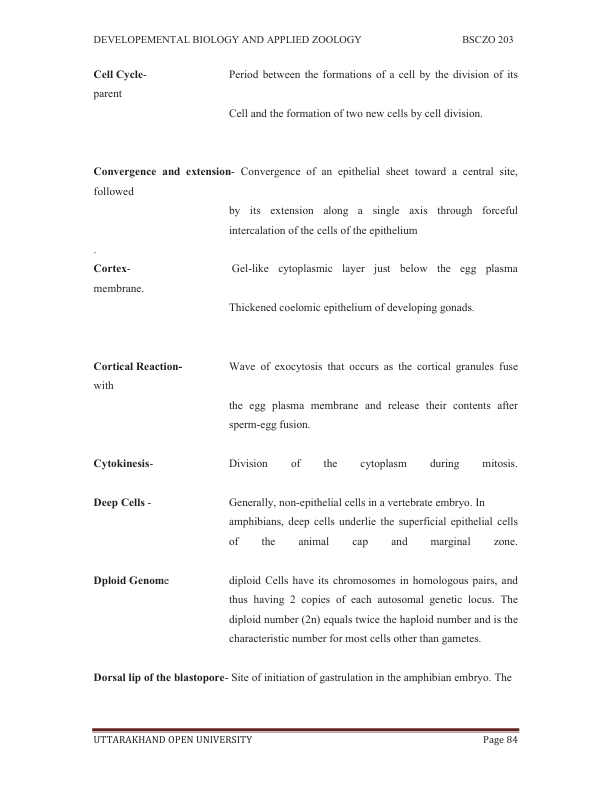 DEVELOPEMENTAL BIOLOGY AND APPLIED ZOOLOGY BSCZO 203
Cell Cycle- Period between the formations of a cell by the division of its
parent
Cell and the formation of two new cells by cell division.
Convergence and extension- Convergence of an epithelial sheet toward a central site,
followed
by its extension along a single axis through forceful
intercalation of the cells of the epithelium
.
Cortex- Gel-like cytoplasmic layer just below the egg plasma
membrane.
Thickened coelomic epithelium of developing gonads.
Cortical Reaction- Wave of exocytosis that occurs as the cortical granules fuse
with
the egg plasma membrane and release their contents after
sperm-egg fusion.
Cytokinesis- Division of the cytoplasm during mitosis.
Deep Cells - Generally, non-epithelial cells in a vertebrate embryo. In
amphibians, deep cells underlie the superficial epithelial cells
of the animal cap and marginal zone.
Dploid Genome diploid Cells have its chromosomes in homologous pairs, and
thus having 2 copies of each autosomal genetic locus. The
diploid number (2n) equals twice the haploid number and is the
characteristic number for most cells other than gametes.
Dorsal lip of the blastopore- Site of initiation of gastrulation in the amphibian embryo. The
UTTARAKHAND OPEN UNIVERSITY Page 84